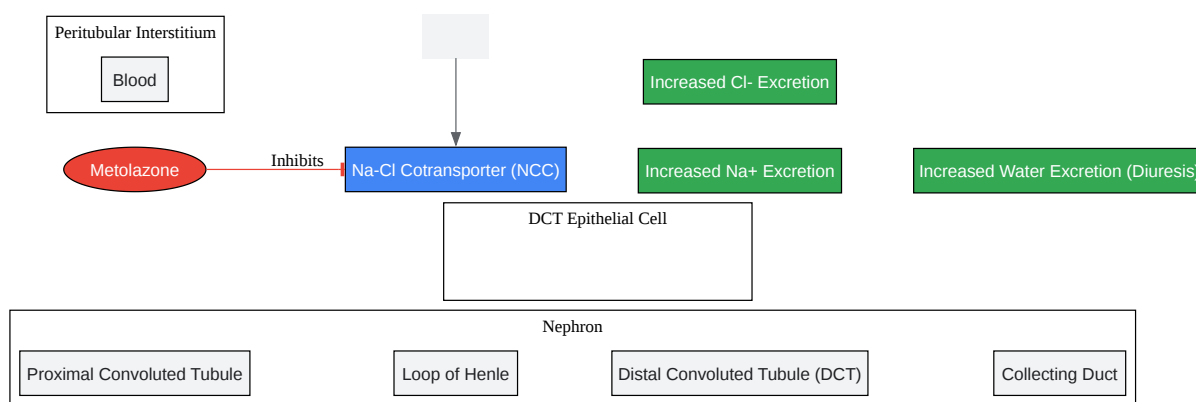 Peritubular Interstitium
Blood
Increased Cl- Excretion
Metolazone
Inhibits
Na-Cl Cotransporter (NCC)
Increased Na+ Excretion
Increased Water Excretion (Diuresis)
DCT Epithelial Cell
Nephron
Proximal Convoluted Tubule
Loop of Henle
Distal Convoluted Tubule (DCT)
Collecting Duct